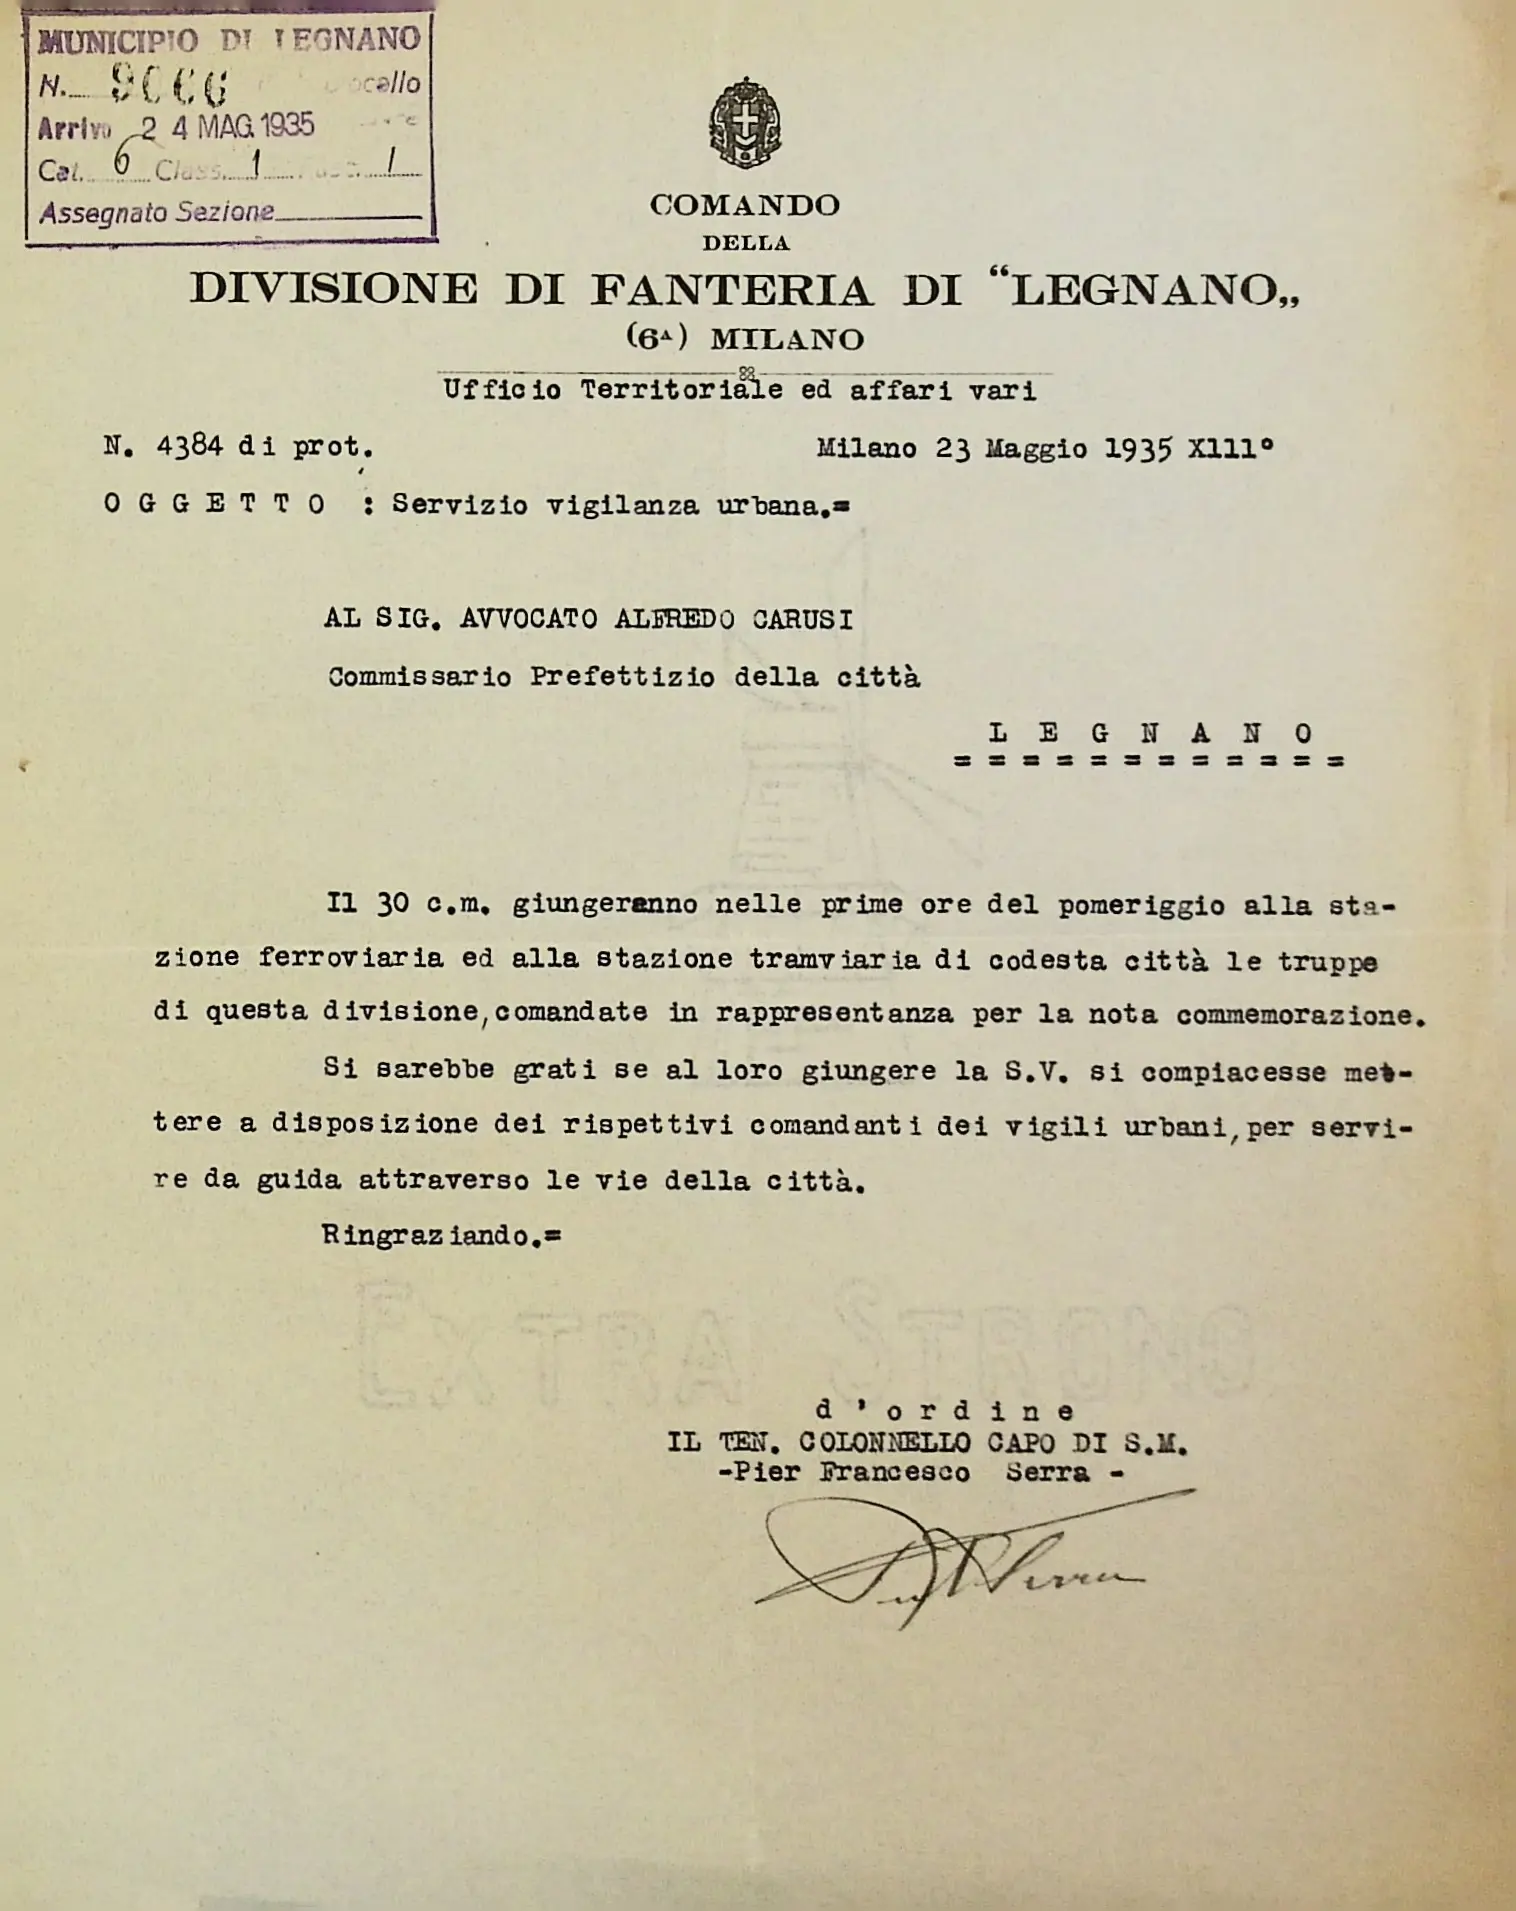 MUNICIPIO DI LEGNANO
N.
Arrivo 24 MAG. 1935
Cat. 6 Class. 1 1
Assegnato Sezione
COMANDO
DELLA
DIVISIONE DI FANTERIA DI “LEGNANO„
(6ᴬ) MILANO
Ufficio Territoriale ed affari vari
N. 4384 di prot. Milano 23 Maggio 1935 X111°
O G G E T T O : Servizio vigilanza urbana.=
AL SIG. AVVOCATO ALFREDO CARUSI
Commissario Prefettizio della città
L E G N A N O
= = = = = = = = = = = =
Il 30 c.m. giungeranno nelle prime ore del pomeriggio alla sta-
zione ferroviaria ed alla stazione tramviaria di codesta città le truppe
di questa divisione,comandate in rappresentanza per la nota commemorazione.
Si sarebbe grati se al loro giungere la S.V. si compiacesse met-
tere a disposizione dei rispettivi comandanti dei vigili urbani,per servi-
re da guida attraverso le vie della città.
Ringraziando.=
EXTRA STRONG
d'ordine
IL TEN. COLONNELLO CAPO DI S.M.
-Pier Francesco Serra -
Serra